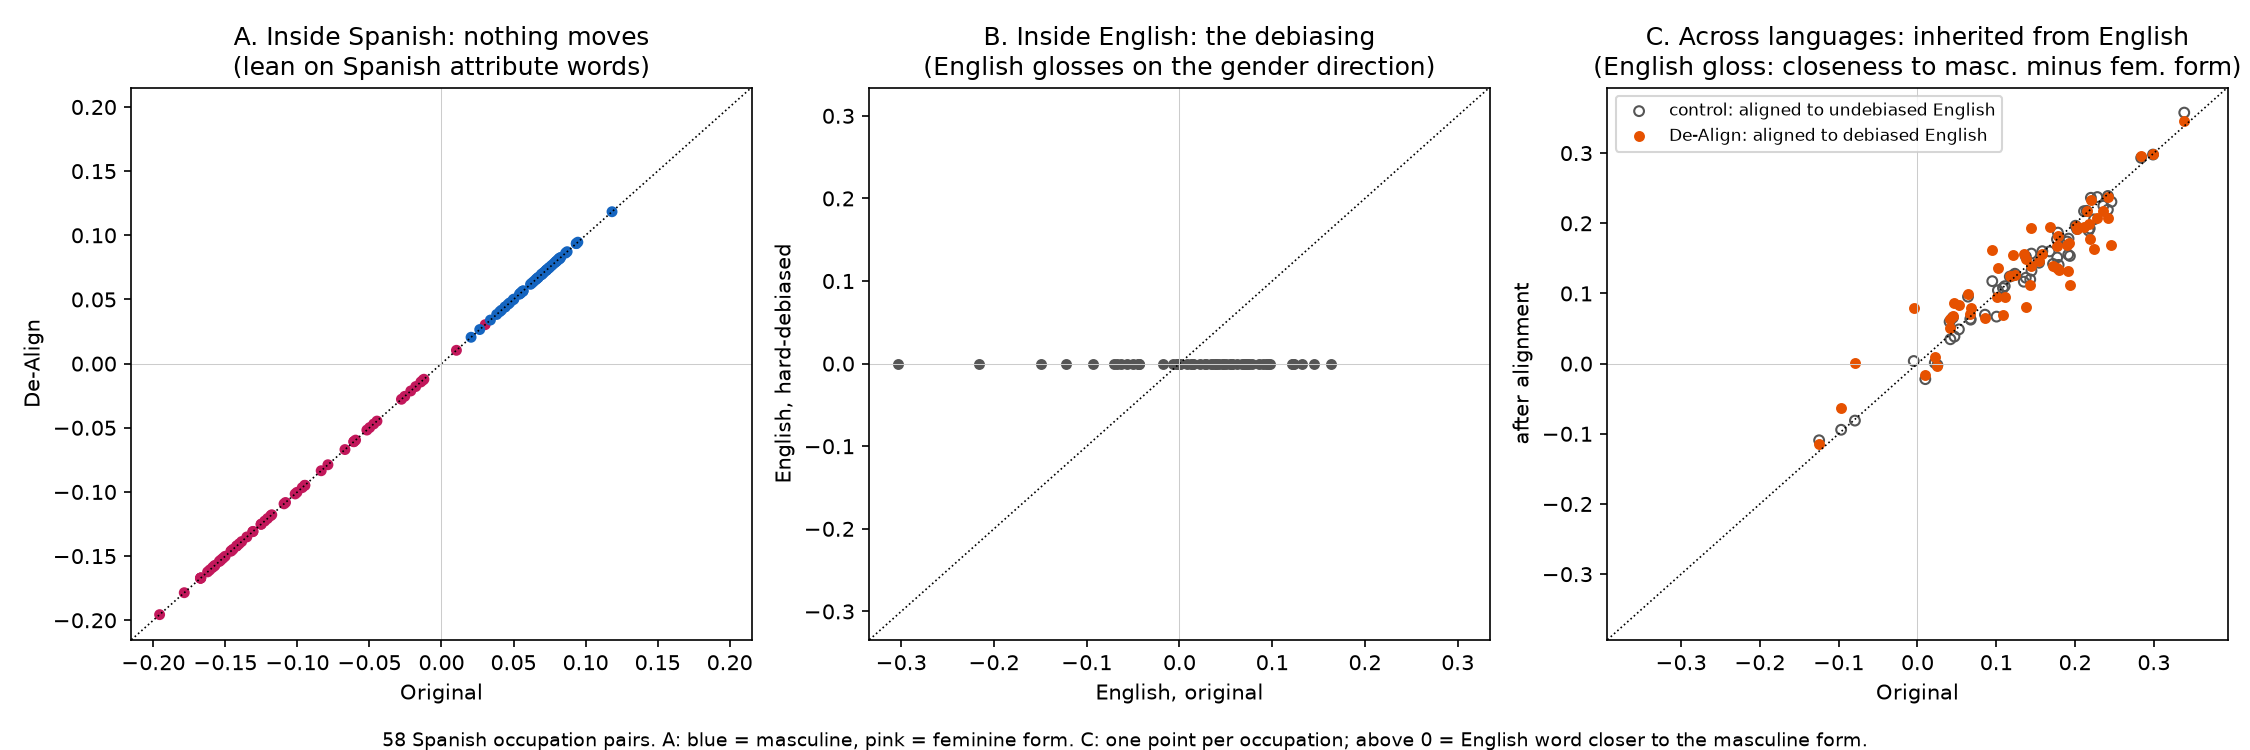 A. Inside Spanish: nothing moves
(lean on Spanish attribute words)
De-Align
0.20
0.15
0.10
0.05
0.00
−0.05
−0.10
−0.15
−0.20
−0.20 −0.15 −0.10 −0.05 0.00 0.05 0.10 0.15 0.20
Original
B. Inside English: the debiasing
(English glosses on the gender direction)
English, hard-debiased
0.3
0.2
0.1
0.0
−0.1
−0.2
−0.3
−0.3 −0.2 −0.1 0.0 0.1 0.2 0.3
English, original
C. Across languages: inherited from English
(English gloss: closeness to masc. minus fem. form)
control: aligned to undebiased English
De-Align: aligned to debiased English
after alignment
0.3
0.2
0.1
0.0
−0.1
−0.2
−0.3
−0.3 −0.2 −0.1 0.0 0.1 0.2 0.3
Original
58 Spanish occupation pairs. A: blue = masculine, pink = feminine form. C: one point per occupation; above 0 = English word closer to the masculine form.